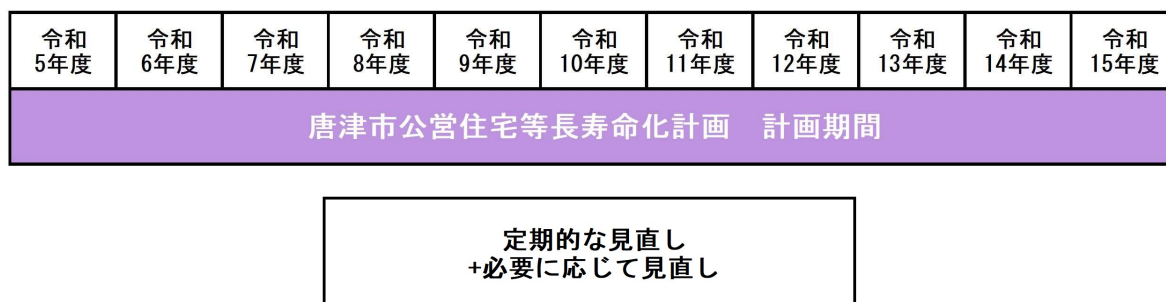 令和
5年度
令和
6年度
令和
7年度
令和
8年度
令和
9年度
令和
10年度
令和
11年度
令和
12年度
令和
13年度
令和
14年度
令和
15年度
唐津市公営住宅等長寿命化計画　計画期間
定期的な見直し
+必要に応じて見直し